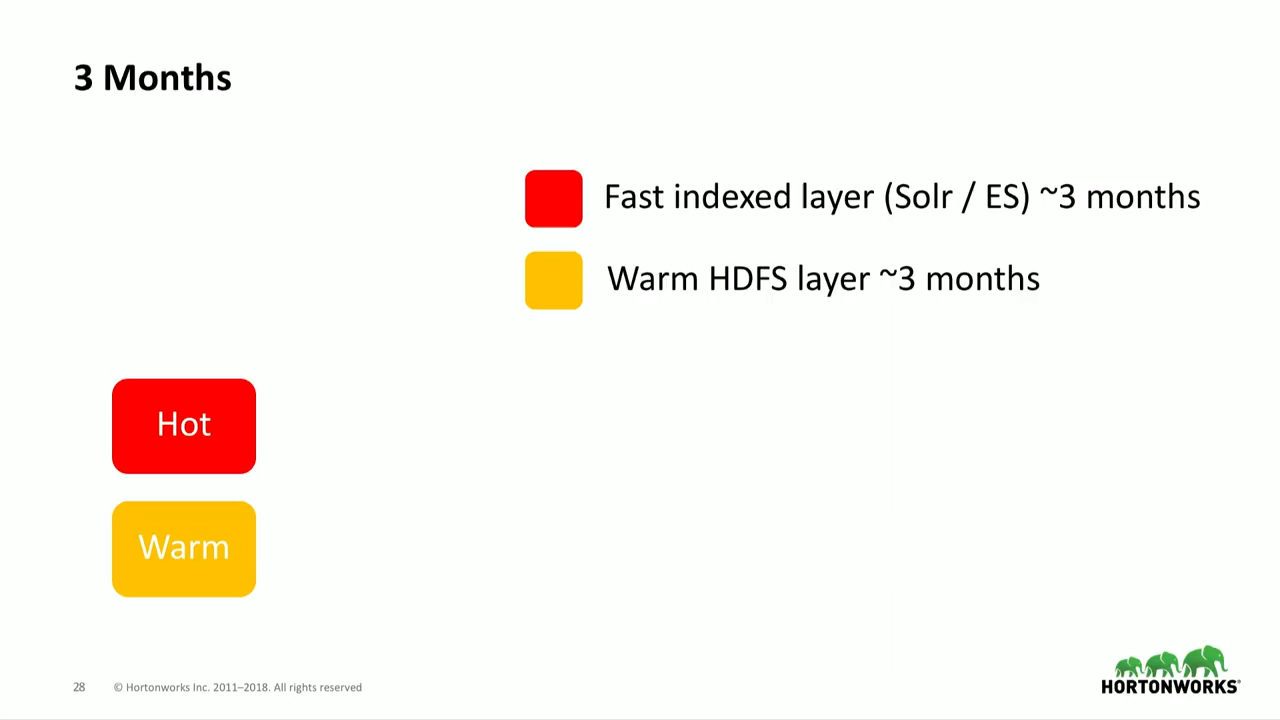 3 Months
Fast indexed layer (Solr / ES) ~3 months
Warm HDFS layer ~3 months
Hot
Warm
28 © Hortonworks Inc. 2011–2018. All rights reserved
HORTONWORKS®